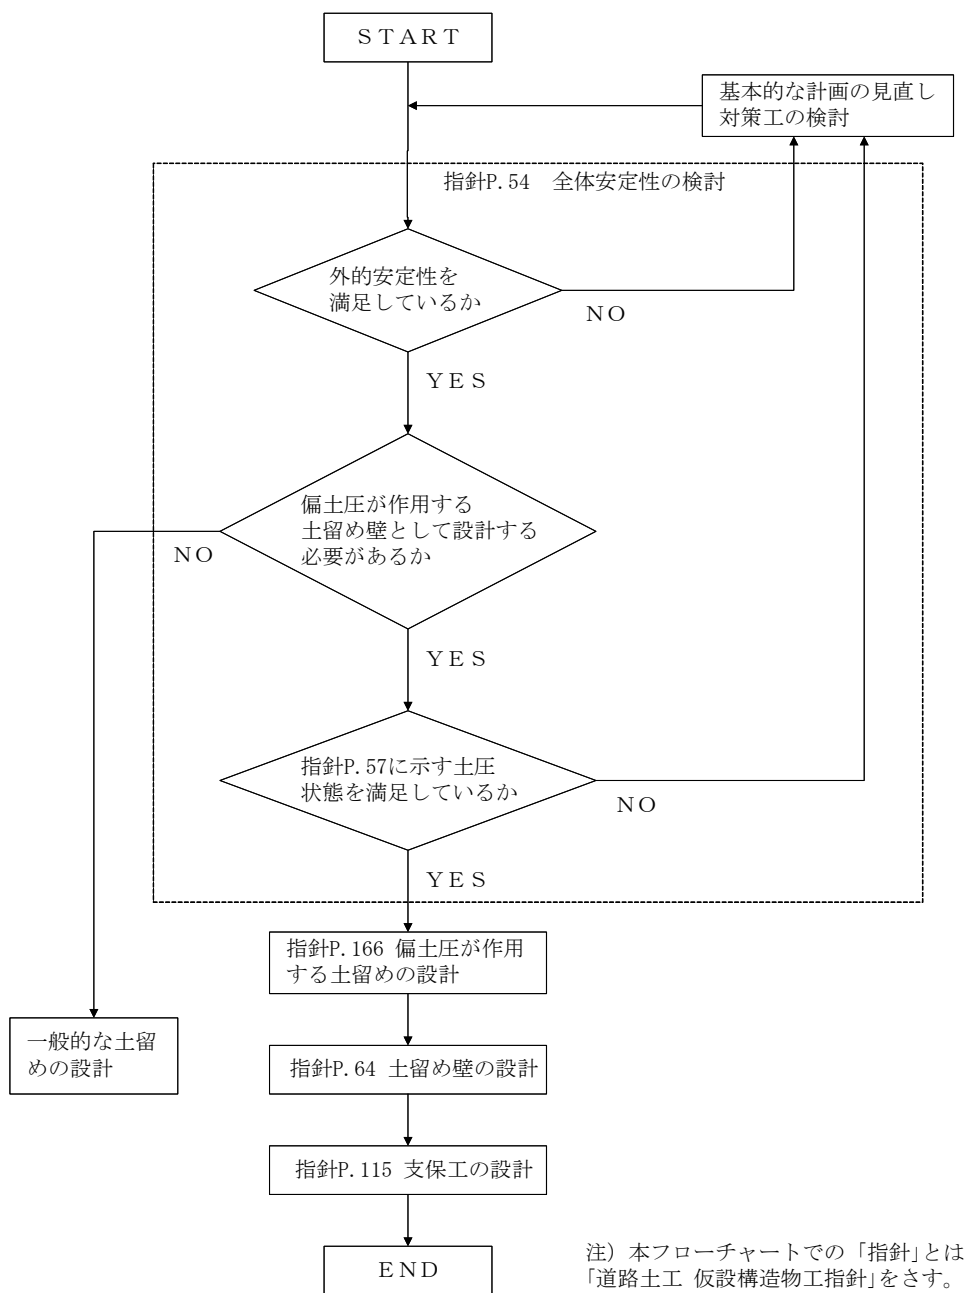 ＳＴＡＲＴ
基本的な計画の見直し
対策工の検討
指針P.54　全体安定性の検討
外的安定性を
満足しているか
ＮＯ
ＹＥＳ
偏土圧が作用する
土留め壁として設計する
必要があるか
ＮＯ
ＹＥＳ
指針P.57に示す土圧
状態を満足しているか
ＮＯ
ＹＥＳ
指針P.166 偏土圧が作用
する土留めの設計
一般的な土留
めの設計
指針P.64 土留め壁の設計
指針P.115 支保工の設計
ＥＮＤ
注）本フローチャートでの「指針」とは
「道路土工 仮設構造物工指針」をさす。